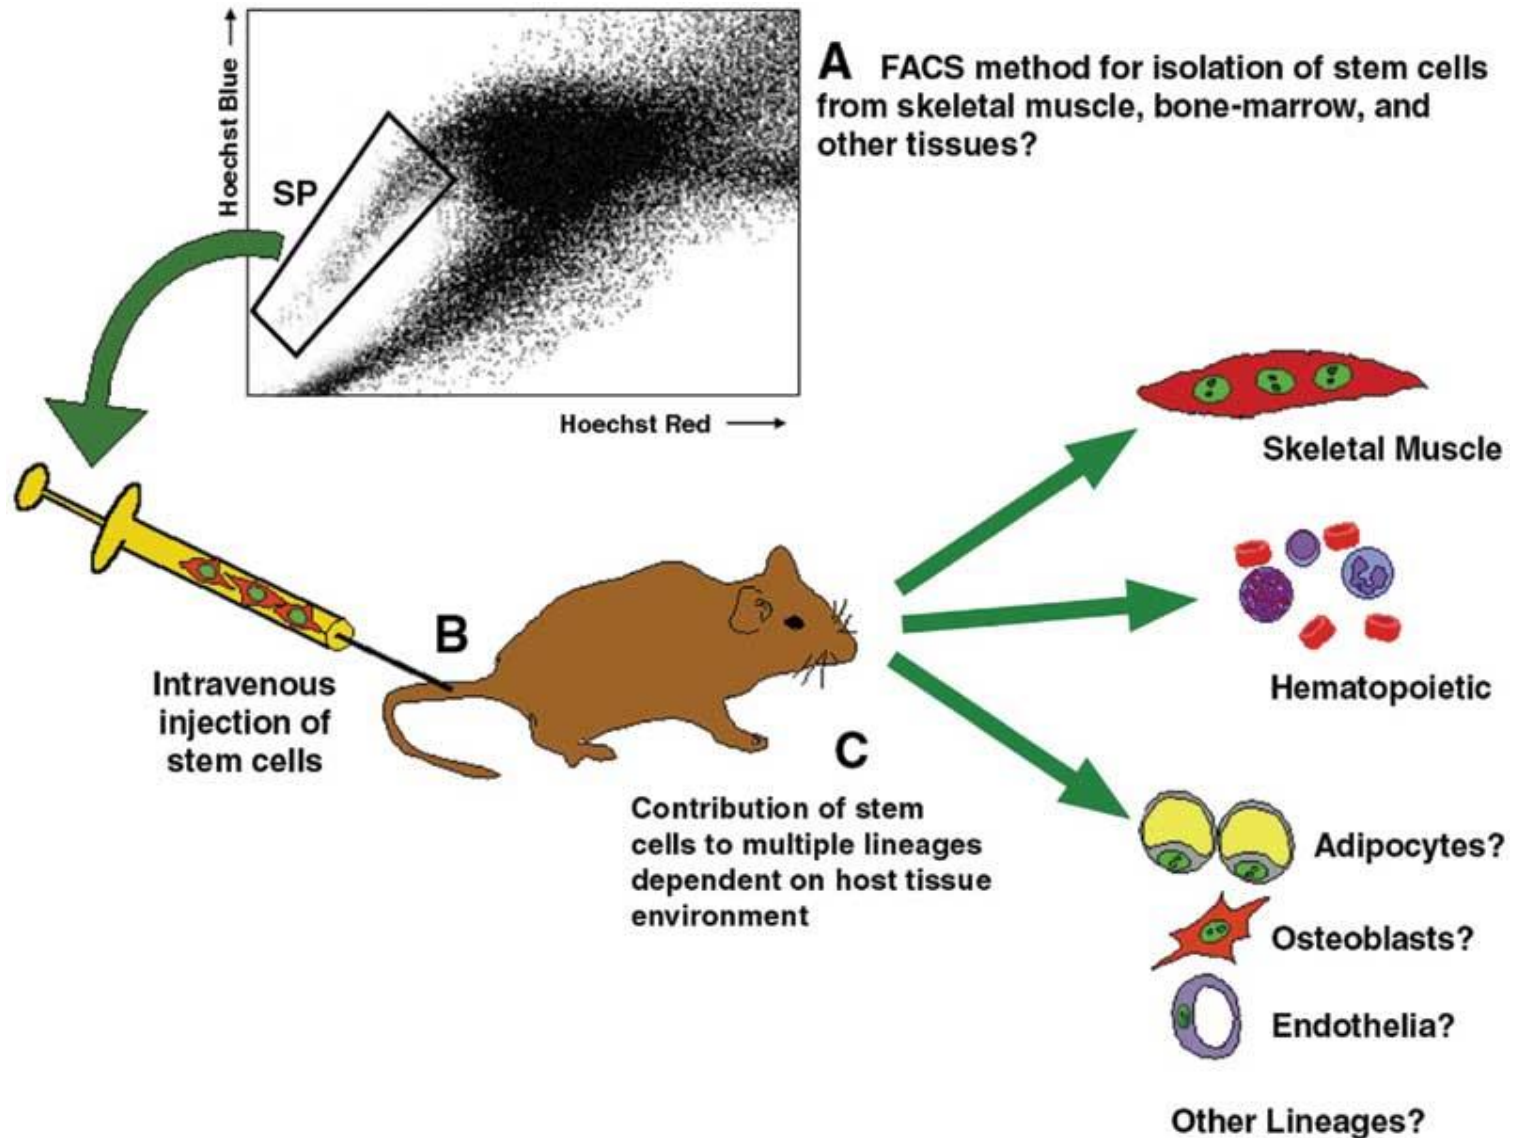 A FACS method for isolation of stem cells
from skeletal muscle, bone-marrow, and
other tissues?
Hoechst Blue
SP
Hoechst Red
Skeletal Muscle
Hematopoietic
B
Intravenous
injection of
stem cells
C
Contribution of stem
cells to multiple lineages
dependent on host tissue
environment
Adipocytes?
Osteoblasts?
Endothelia?
Other Lineages?